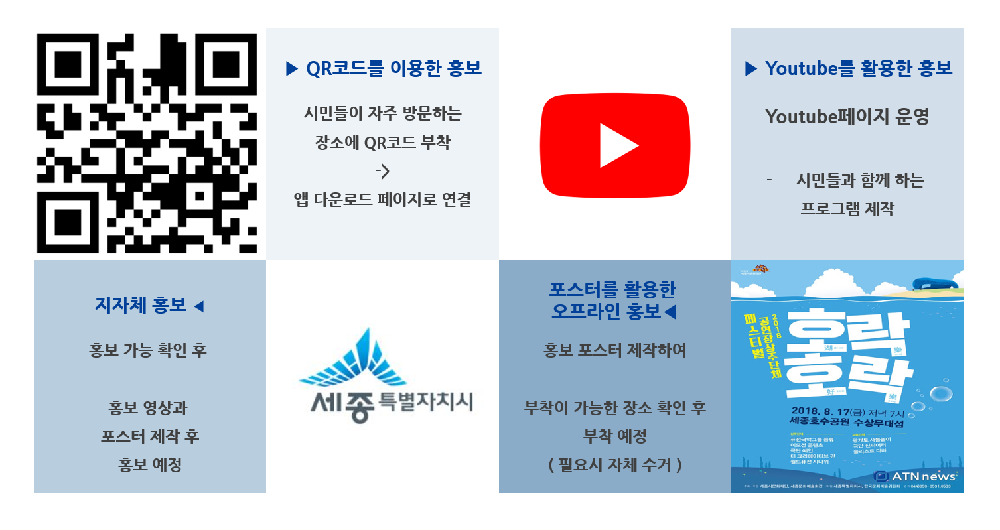 ▶ QR코드를 이용한 홍보
시민들이 자주 방문하는
장소에 QR코드 부착
->
앱 다운로드 페이지로 연결
▶ Youtube를 활용한 홍보
Youtube페이지 운영
- 시민들과 함께 하는
프로그램 제작
지자체 홍보 ◀
홍보 가능 확인 후
홍보 영상과
포스터 제작 후
홍보 예정
세종특별자치시
포스터를 활용한
오프라인 홍보◀
홍보 포스터 제작하여
부착이 가능한 장소 확인 후
부착 예정
( 필요시 자체 수거 )
2018
공연장상주단체
페스티벌
호락
湖 樂
호락
好 樂
2018. 8. 17(금) 저녁 7시
세종호수공원 수상무대섬
퓨전국악그룹 풍류
이모션 콘텐츠
극단 예인
더 크리에이티브 판
월드퓨전 시나위
광개토 사물놀이
극단 진씨어터
솔리스트 디바
ATN news
세종시문화재단, 세종문화예술회관 세종특별자치시, 한국문화예술위원회 044)850-0531,0533